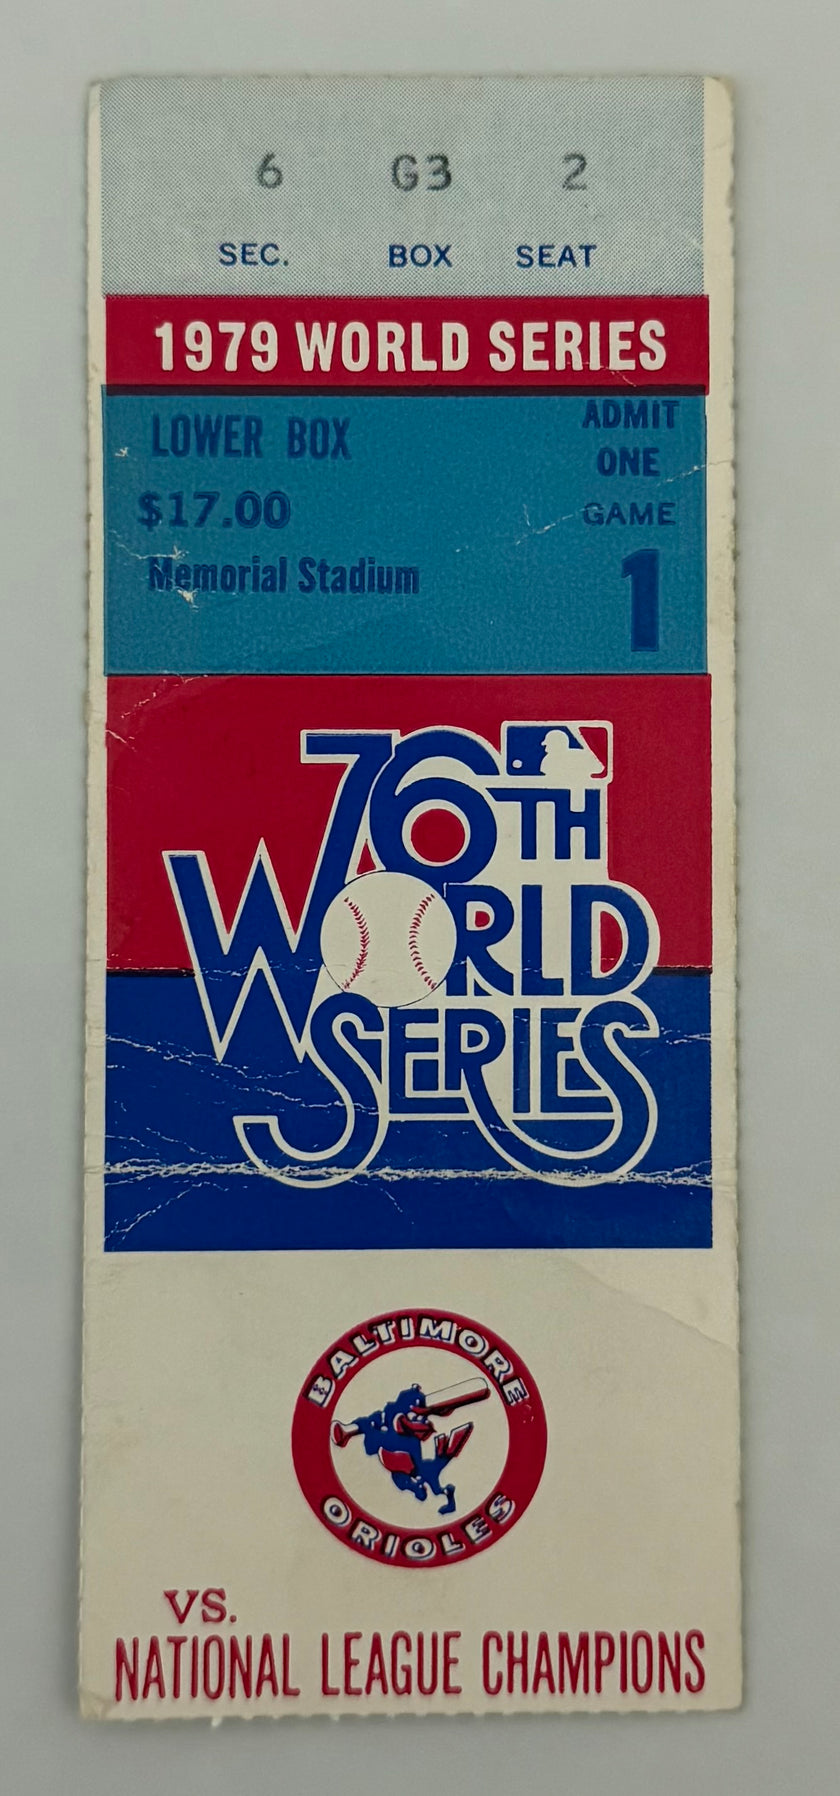 6 G3 2
SEC. BOX SEAT
1979 WORLD SERIES
LOWER BOX
$17.00
Memorial Stadium
ADMIT
ONE
GAME
1
76TH
WORLD
SERIES
BALTIMORE
ORIOLES
VS.
NATIONAL LEAGUE CHAMPIONS